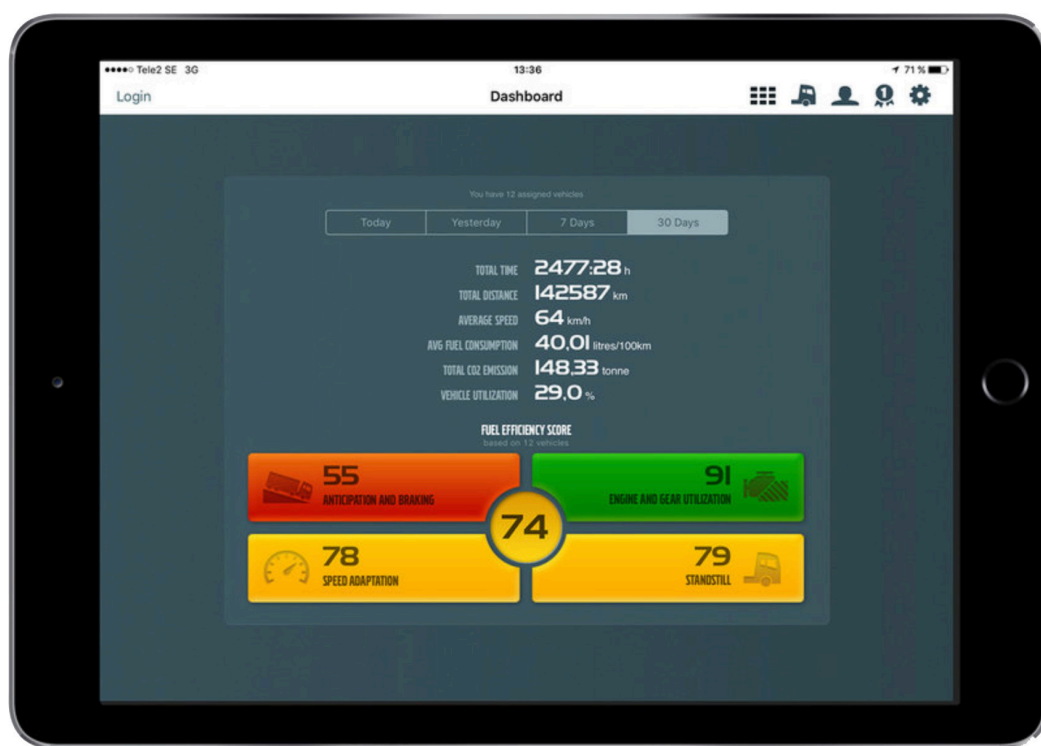 Tele2 SE 3G 13:36 71 %
Login Dashboard
1
You have 12 assigned vehicles
Today Yesterday 7 Days 30 Days
TOTAL TIME 2477:28 h
TOTAL DISTANCE 142587 km
AVERAGE SPEED 64 km/h
AVG FUEL CONSUMPTION 40,01 litres/100km
TOTAL CO2 EMISSION 148,33 tonne
VEHICLE UTILIZATION 29,0 %
FUEL EFFICIENCY SCORE
based on 12 vehicles
55 91
ANTICIPATION AND BRAKING ENGINE AND GEAR UTILIZATION
74
78 79
SPEED ADAPTATION STANDSTILL